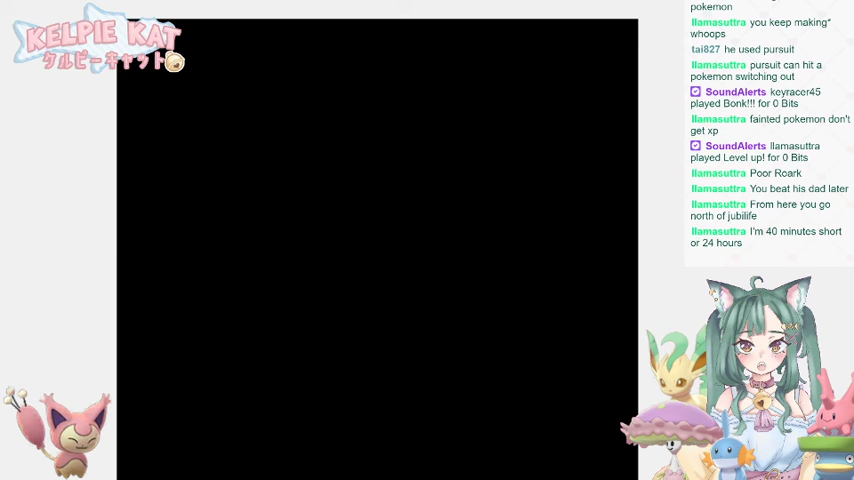 KELPIE KAT
クルピーキャット
pokemon
llamasuttra you keep making*
whoops
tai827 he used pursuit
llamasuttra pursuit can hit a
pokemon switching out
SoundAlerts keyracer45
played Bonk!!! for 0 Bits
llamasuttra fainted pokemon don't
get xp
SoundAlerts llamasuttra
played Level up! for 0 Bits
llamasuttra Poor Roark
llamasuttra You beat his dad later
llamasuttra From here you go
north of jubilife
llamasuttra I'm 40 minutes short
or 24 hours